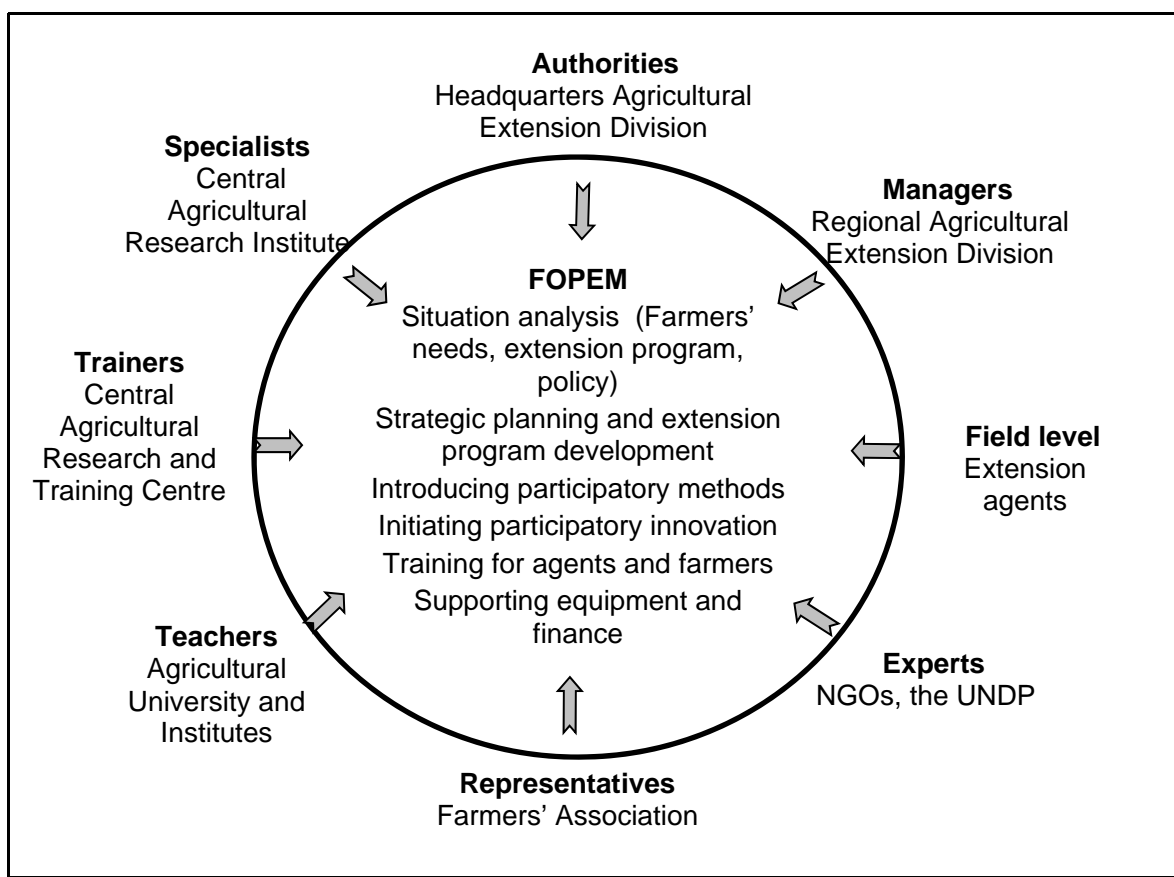 Authorities
Headquarters Agricultural
Extension Division
Specialists
Central
Agricultural
Research Institute
Managers
Regional Agricultural
Extension Division
FOPEM
Situation analysis (Farmers’
needs, extension program,
policy)
Strategic planning and extension
program development
Introducing participatory methods
Initiating participatory innovation
Training for agents and farmers
Supporting equipment and
finance
Trainers
Central
Agricultural
Research and
Training Centre
Field level
Extension
agents
Teachers
Agricultural
University and
Institutes
Experts
NGOs, the UNDP
Representatives
Farmers’ Association